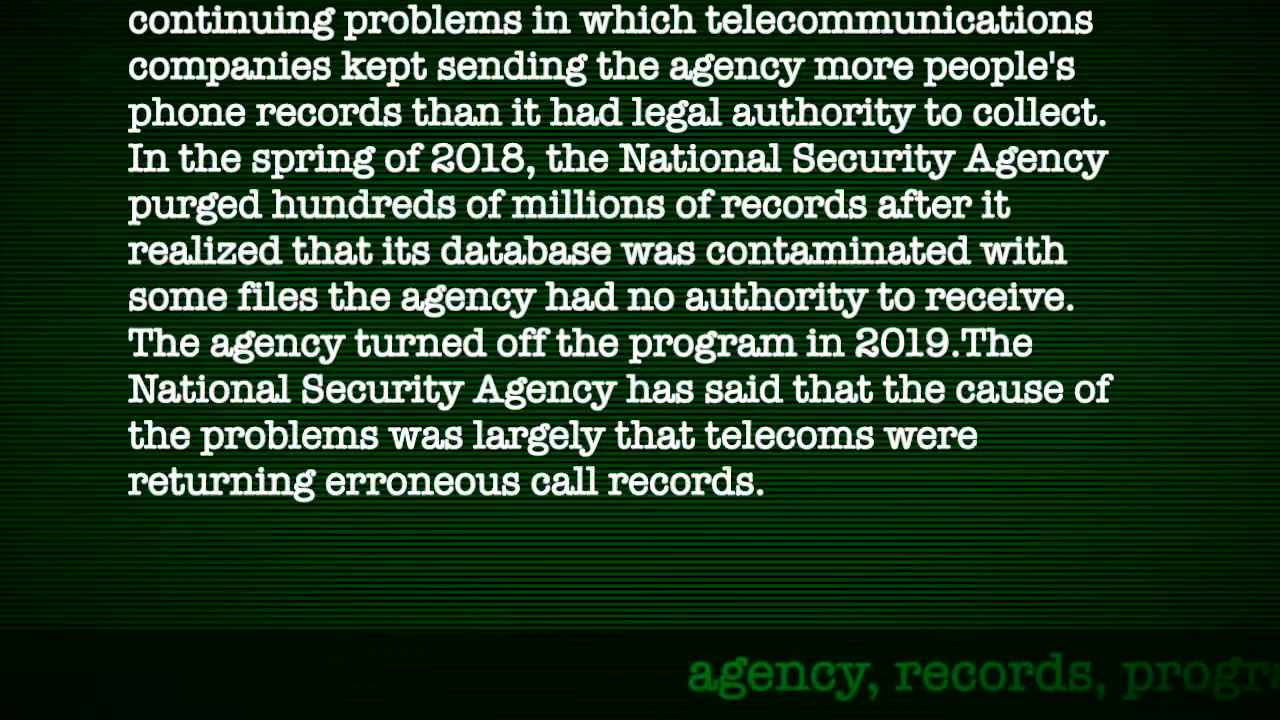 continuing problems in which telecommunications
companies kept sending the agency more people's
phone records than it had legal authority to collect.
In the spring of 2018, the National Security Agency
purged hundreds of millions of records after it
realized that its database was contaminated with
some files the agency had no authority to receive.
The agency turned off the program in 2019.The
National Security Agency has said that the cause of
the problems was largely that telecoms were
returning erroneous call records.
agency, records,